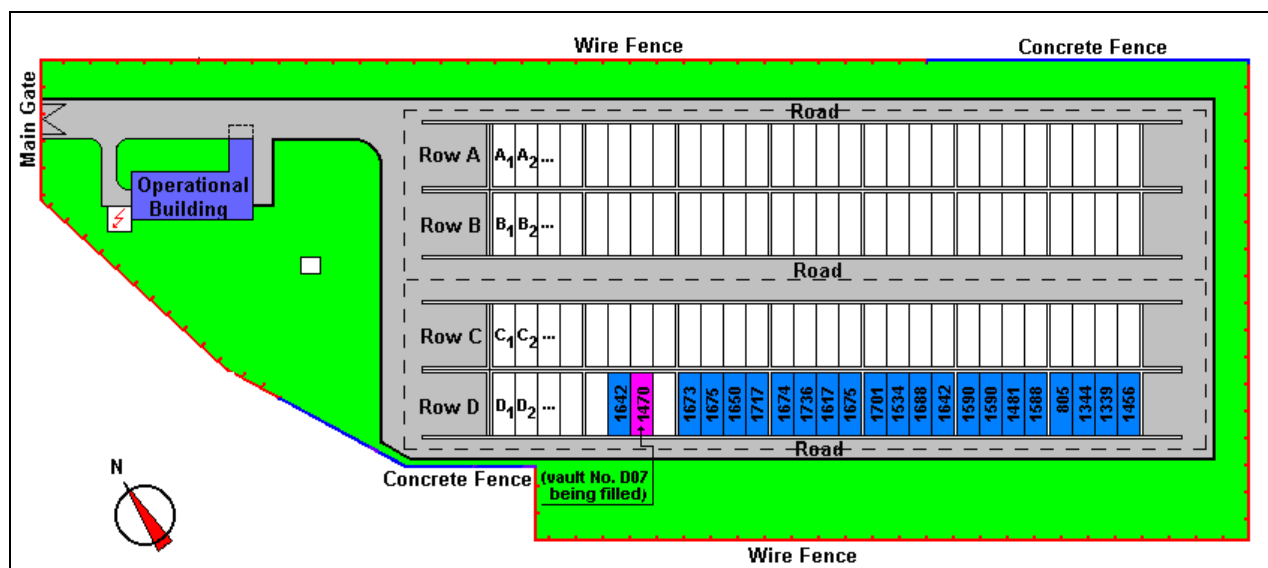 Wire Fence
Concrete Fence
Main Gate
Road
Row A
A1 A2 ...
Operational
Building
Row B
B1 B2 ...
Road
Row C
C1 C2 ...
Row D
D1 D2 ...
1642
1470
1673
1675
1650
1717
1674
1736
1617
1675
1701
1534
1688
1642
1590
1590
1481
1588
805
1344
1339
1456
Road
N
Concrete Fence
(vault No. D07
being filled)
Wire Fence